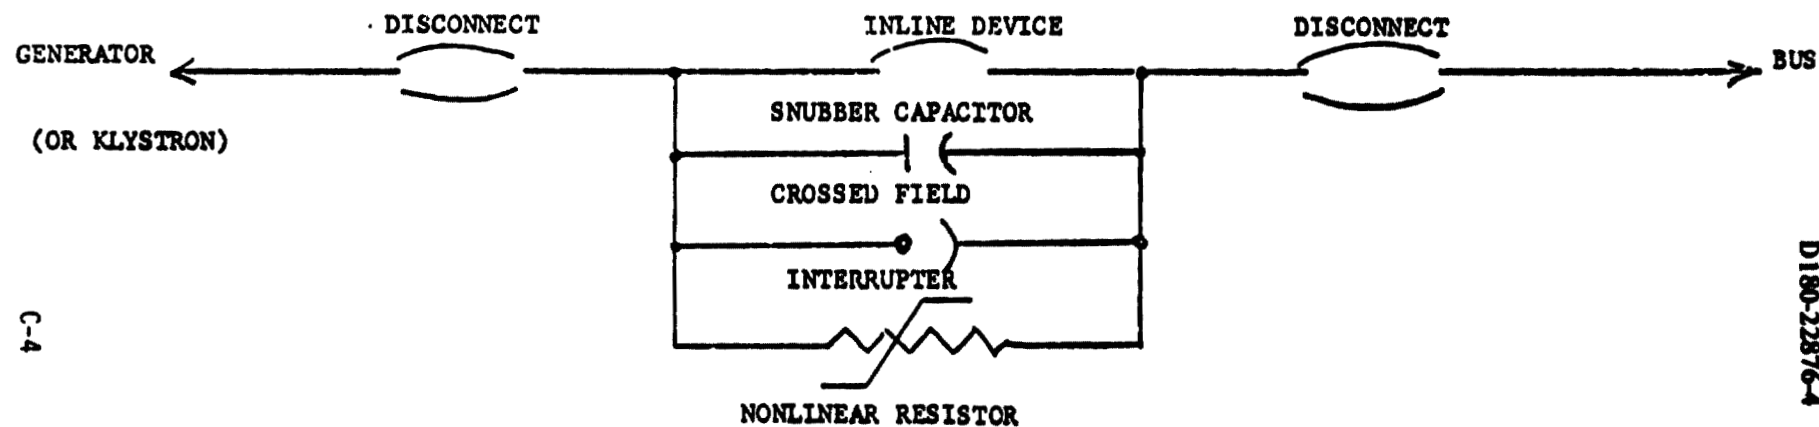 DISCONNECT
INLINE DEVICE
DISCONNECT
GENERATOR
BUS
(OR KLYSTRON)
SNUBBER CAPACITOR
CROSSED FIELD
INTERRUPTER
NONLINEAR RESISTOR
C-4
D180-22876-4